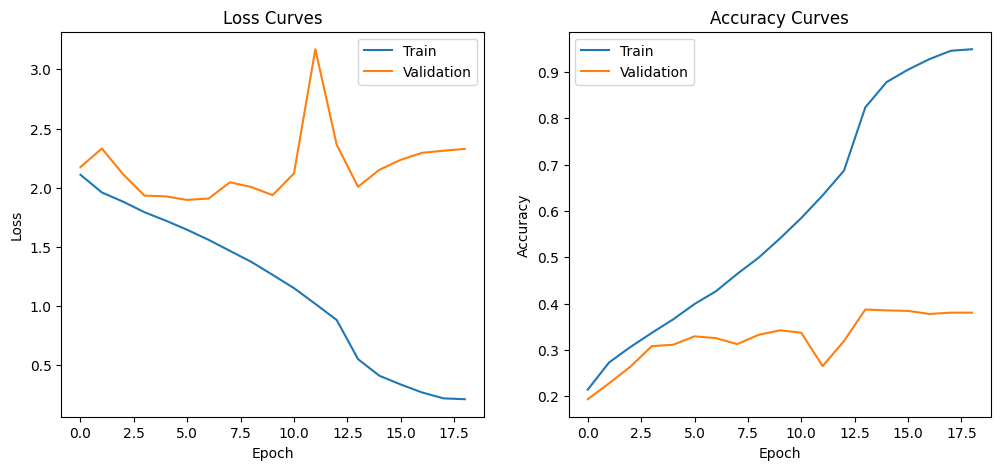 Loss Curves
Train
Validation
3.0
2.5
2.0
1.5
1.0
0.5
Loss
0.0 2.5 5.0 7.5 10.0 12.5 15.0 17.5
Epoch
Accuracy Curves
Train
Validation
0.9
0.8
0.7
0.6
0.5
0.4
0.3
0.2
Accuracy
0.0 2.5 5.0 7.5 10.0 12.5 15.0 17.5
Epoch